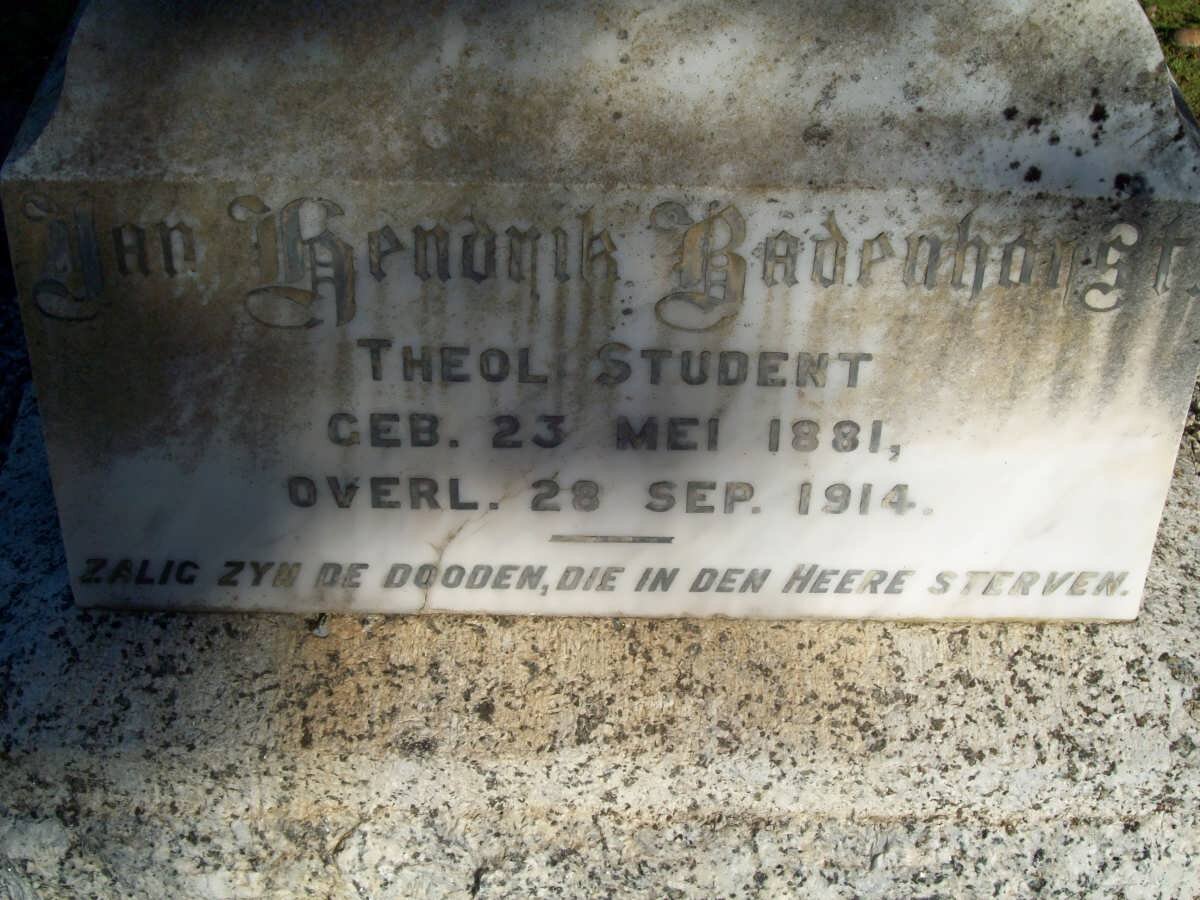 Jan Hendrik Badenhorst,
THEOL. STUDENT
GEB. 23 MEI 1881,
OVERL. 28 SEP. 1914.
ZALIG ZYN DE DOODEN, DIE IN DEN HEERE STERVEN.